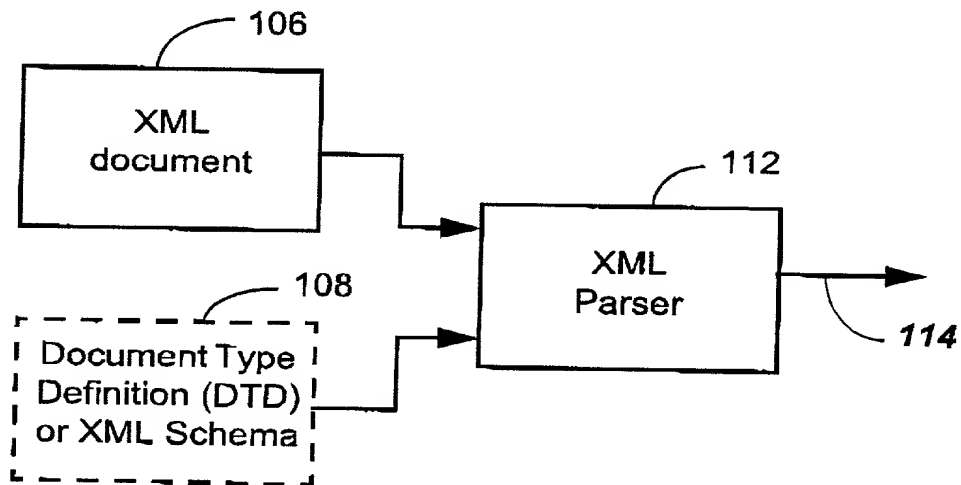 106
XML
document
112
XML
Parser
114
108
Document Type
Definition (DTD)
or XML Schema